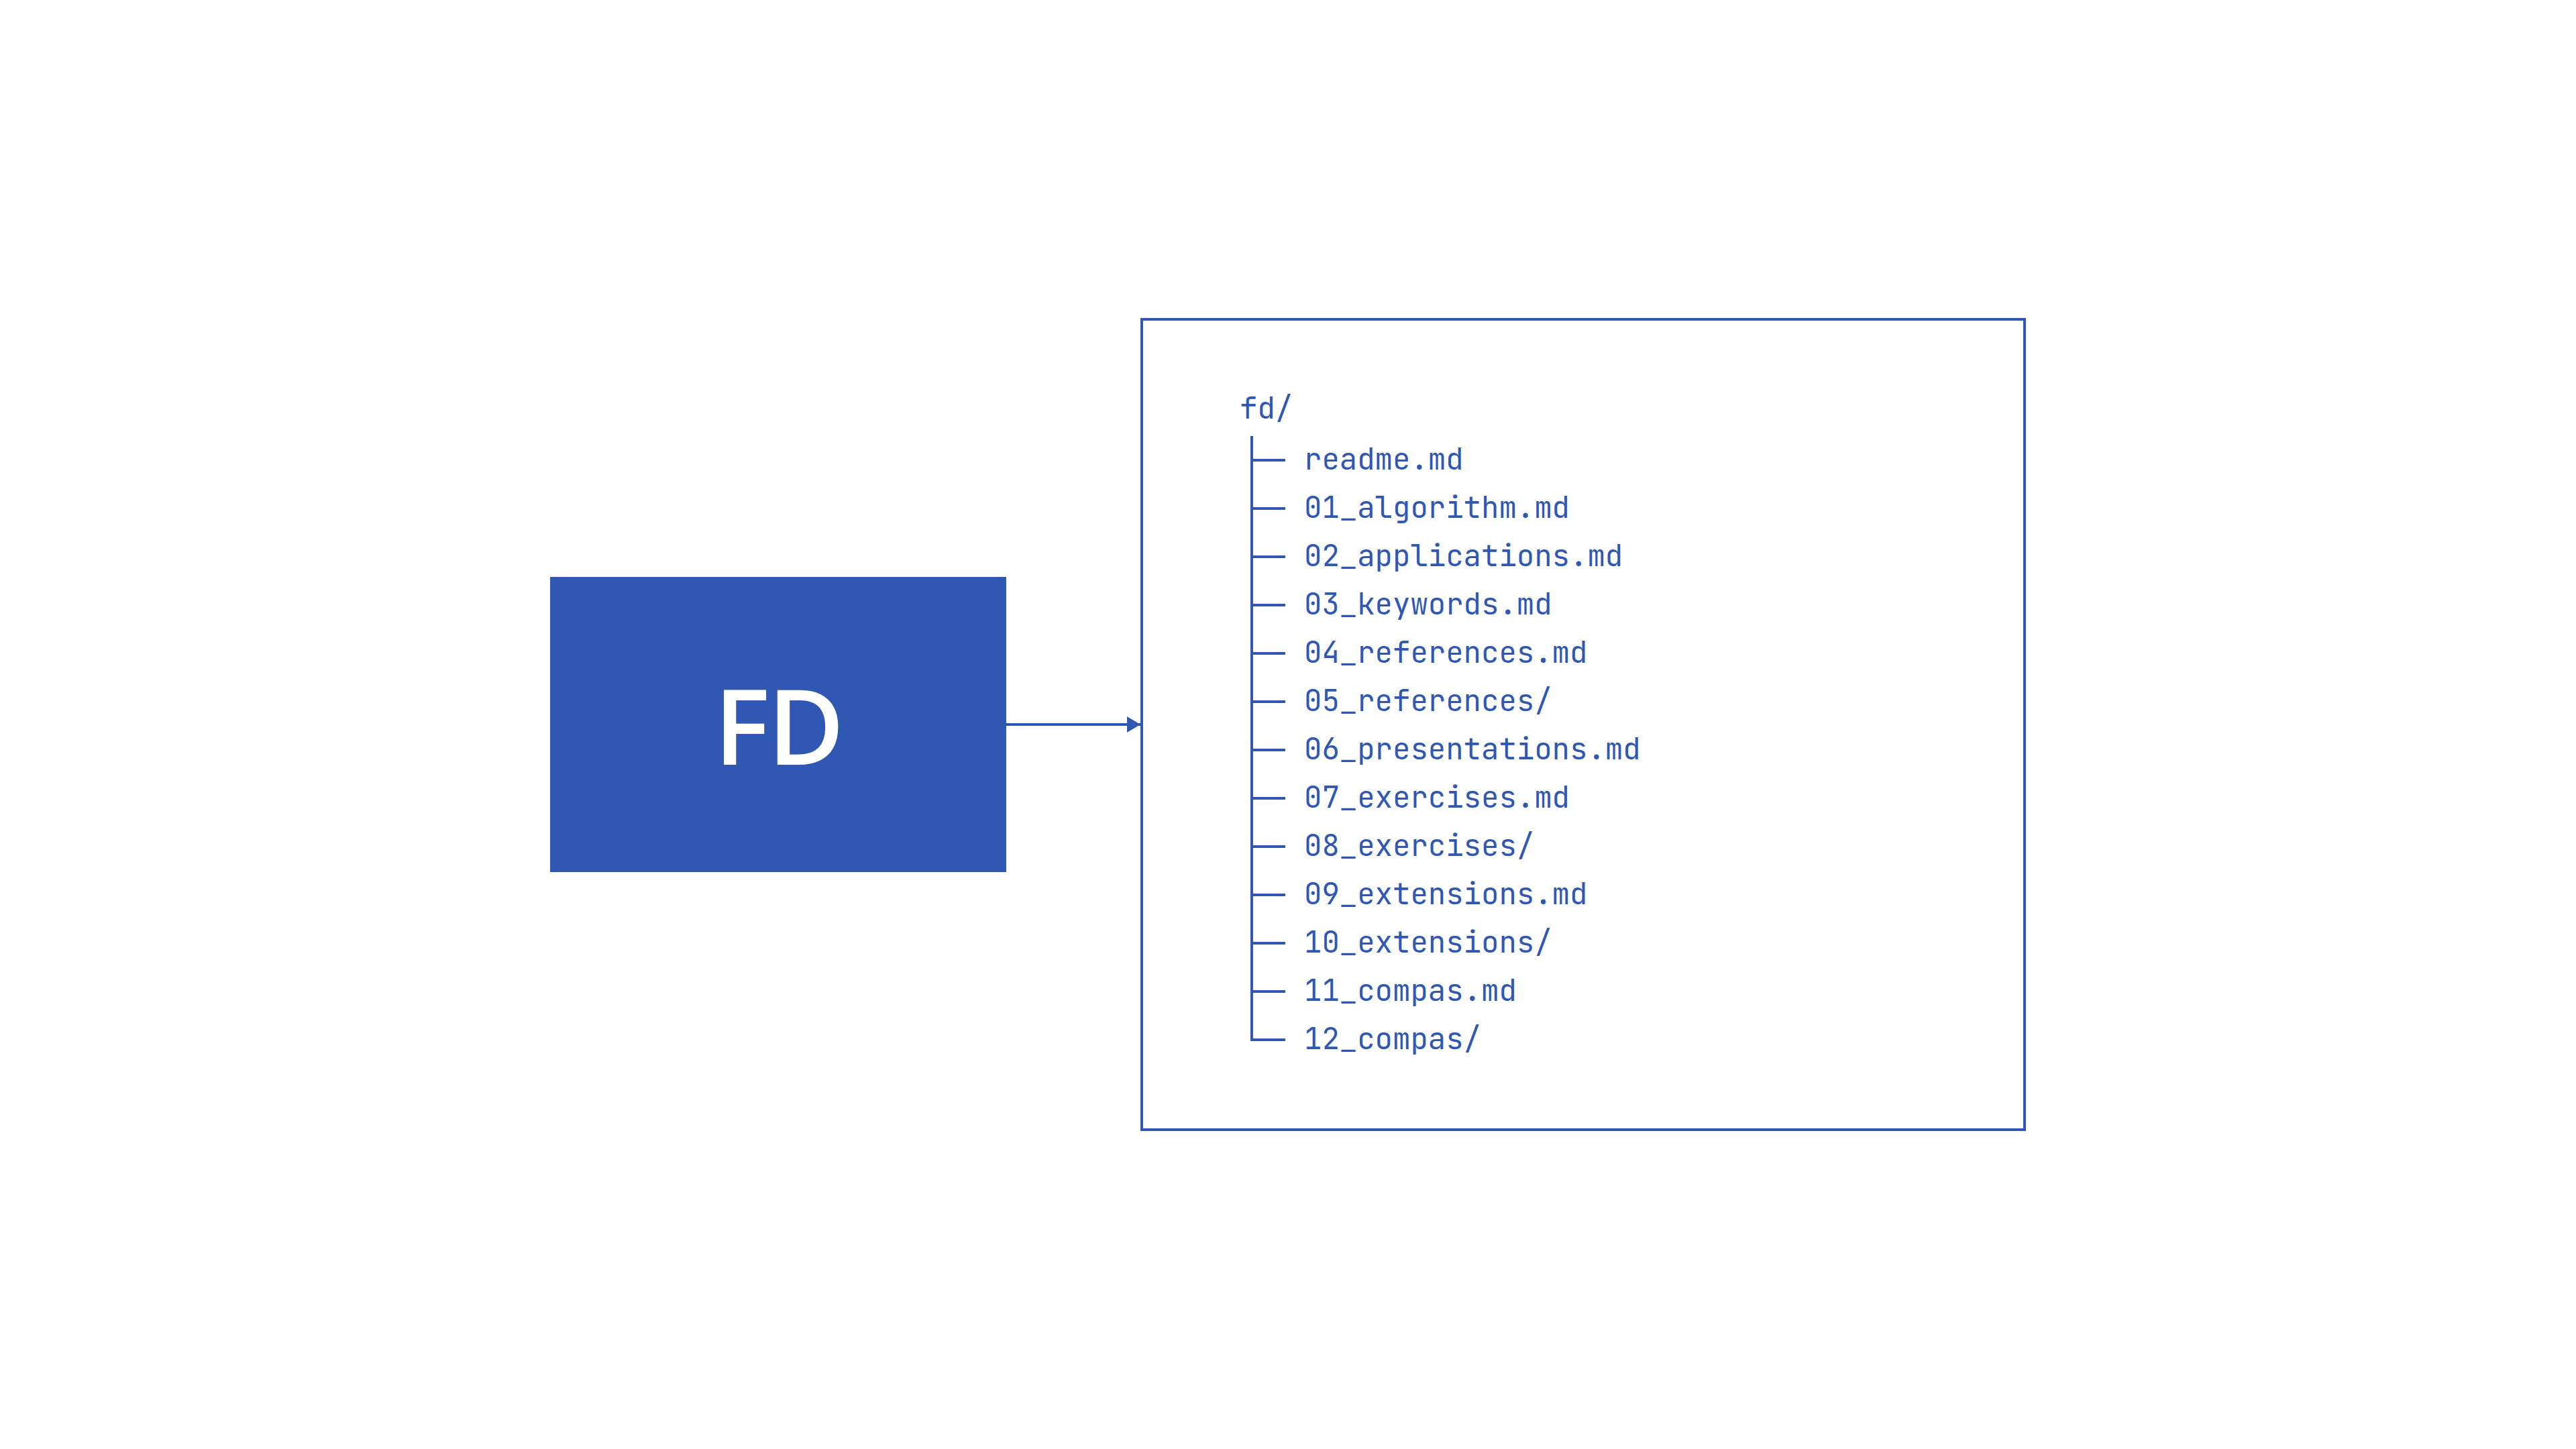 FD
fd/
readme.md
01_algorithm.md
02_applications.md
03_keywords.md
04_references.md
05_references/
06_presentations.md
07_exercises.md
08_exercises/
09_extensions.md
10_extensions/
11_compas.md
12_compas/